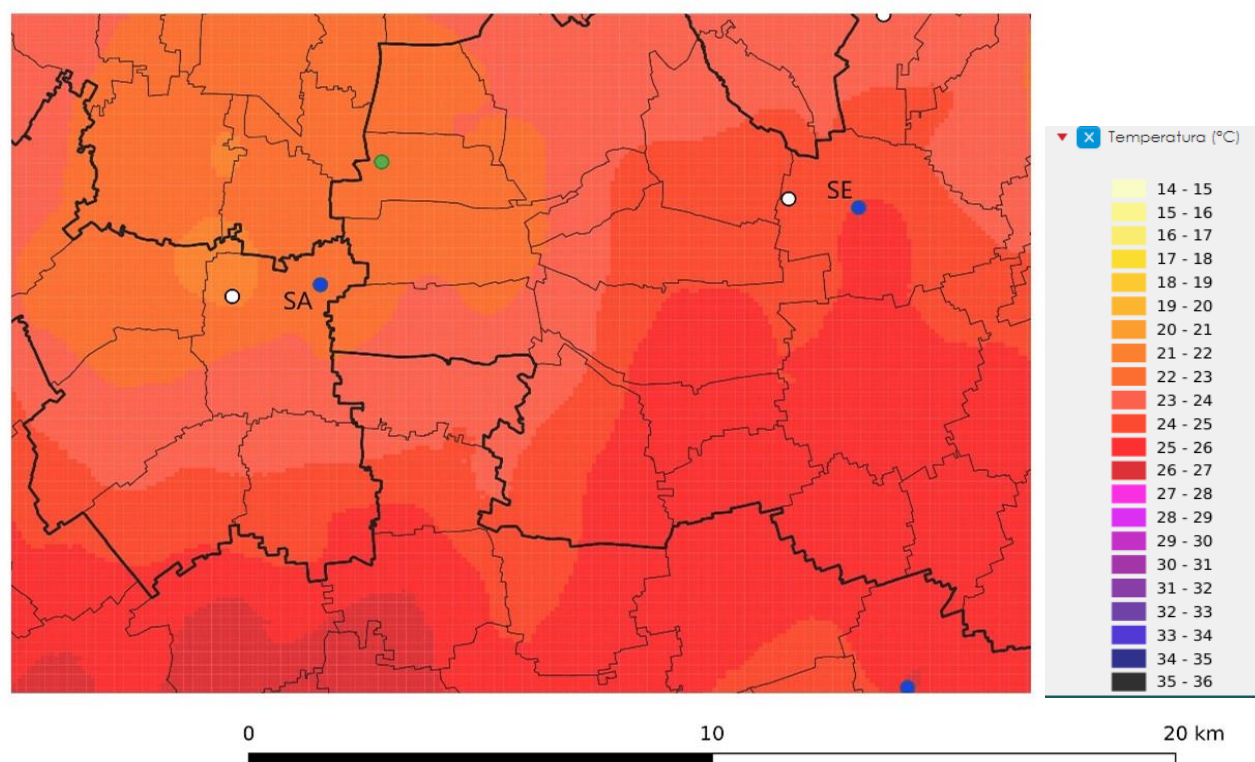 SE
SA
Temperatura (°C)
14 - 15
15 - 16
16 - 17
17 - 18
18 - 19
19 - 20
20 - 21
21 - 22
22 - 23
23 - 24
24 - 25
25 - 26
26 - 27
27 - 28
28 - 29
29 - 30
30 - 31
31 - 32
32 - 33
33 - 34
34 - 35
35 - 36
0 10 20 km